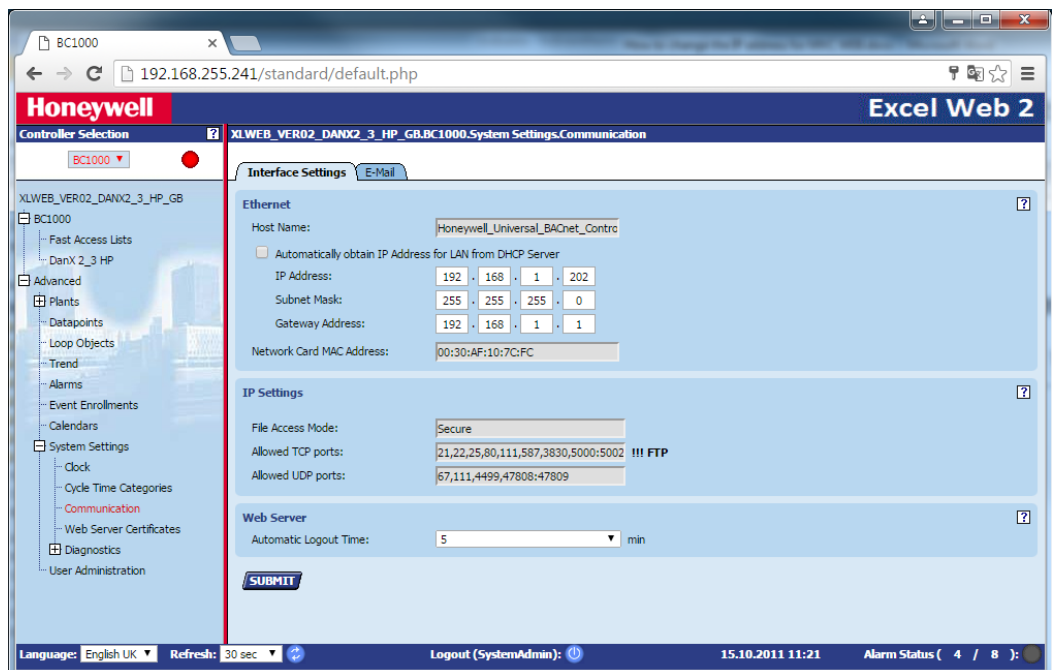 BC1000
192.168.255.241/standard/default.php
Honeywell
Excel Web 2
Controller Selection ?
XLWEB_VER02_DANX2_3_HP_GB.BC1000.System Settings.Communication
BC1000
Interface Settings E-Mail
XLWEB_VER02_DANX2_3_HP_GB
BC1000
Fast Access Lists
DanX 2_3 HP
Advanced
Plants
Datapoints
Loop Objects
Trend
Alarms
Event Enrollments
Calendars
System Settings
Clock
Cycle Time Categories
Communication
Web Server Certificates
Diagnostics
User Administration
Ethernet ?
Host Name: Honeywell_Universal_BACnet_Contro
Automatically obtain IP Address for LAN from DHCP Server
IP Address: 192 . 168 . 1 . 202
Subnet Mask: 255 . 255 . 255 . 0
Gateway Address: 192 . 168 . 1 . 1
Network Card MAC Address: 00:30:AF:10:7C:FC
IP Settings ?
File Access Mode: Secure
Allowed TCP ports: 21,22,25,80,111,587,3830,5000:5002 !!! FTP
Allowed UDP ports: 67,111,4499,47808:47809
Web Server ?
Automatic Logout Time: 5 min
SUBMIT
Language: English UK Refresh: 30 sec Logout (SystemAdmin): 15.10.2011 11:21 Alarm Status ( 4 / 8 ):